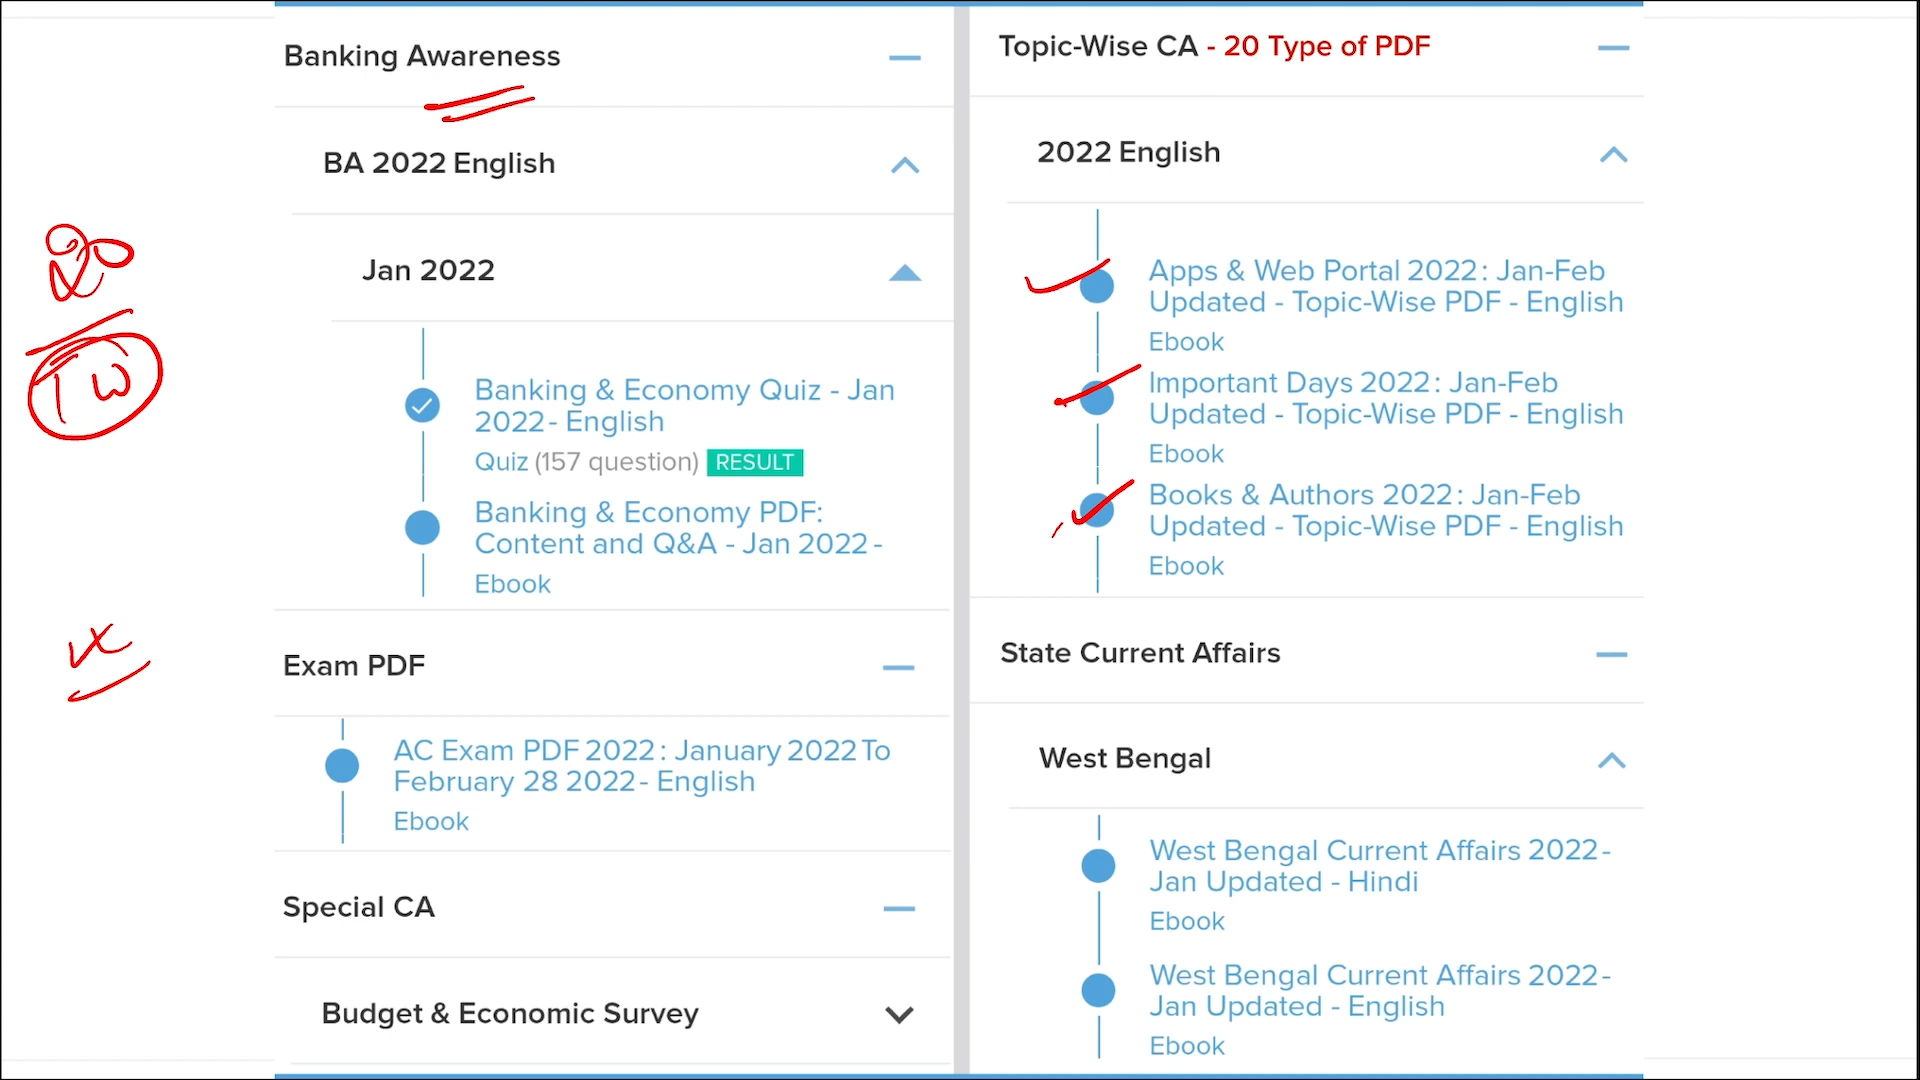 Banking Awareness
BA 2022 English
Jan 2022
Banking & Economy Quiz - Jan
2022- English
Quiz (157 question) RESULT
Banking & Economy PDF:
Content and Q&A - Jan 2022 -
Ebook
Exam PDF
AC Exam PDF 2022: January 2022 To
February 28 2022- English
Ebook
Special CA
Budget & Economic Survey
Topic-Wise CA - 20 Type of PDF
2022 English
Apps & Web Portal 2022: Jan-Feb
Updated - Topic-Wise PDF - English
Ebook
Important Days 2022: Jan-Feb
Updated - Topic-Wise PDF - English
Ebook
Books & Authors 2022: Jan-Feb
Updated - Topic-Wise PDF - English
Ebook
State Current Affairs
West Bengal
West Bengal Current Affairs 2022-
Jan Updated - Hindi
Ebook
West Bengal Current Affairs 2022-
Jan Updated - English
Ebook
TW